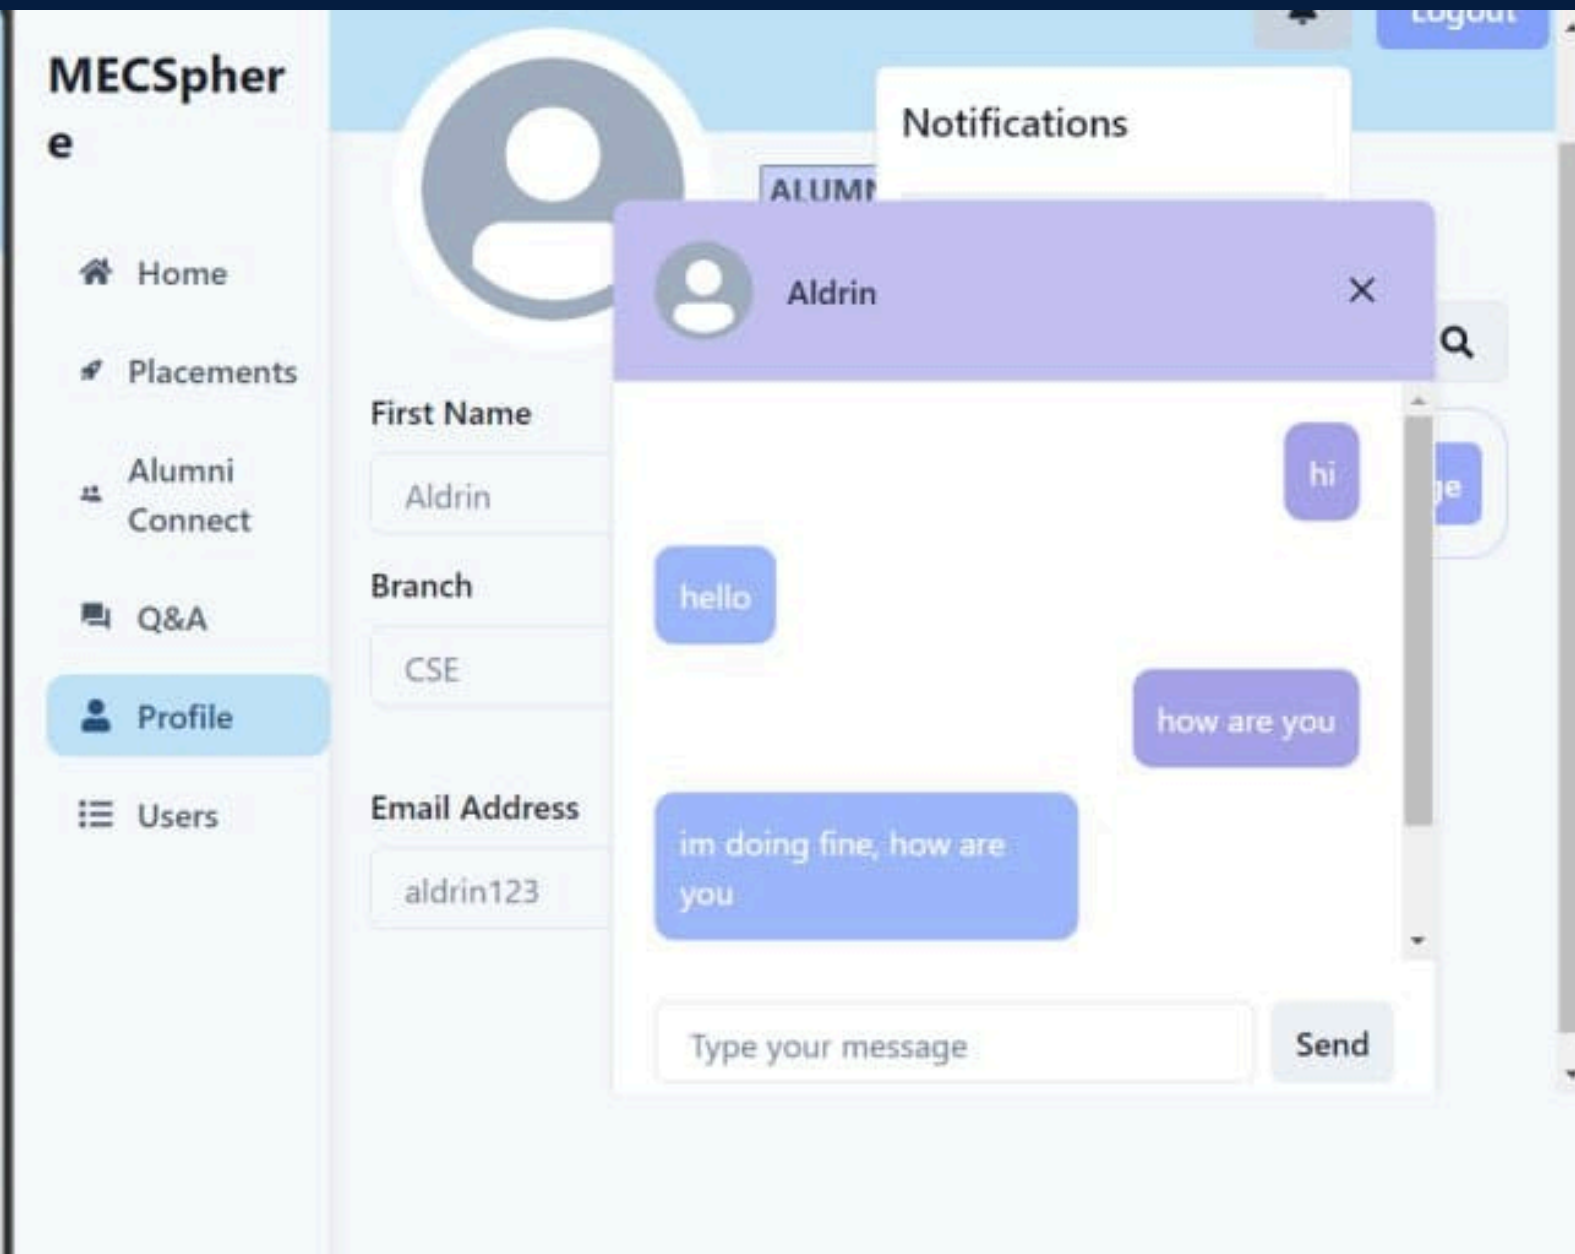 MECSpher
e
Home
Placements
Alumni
Connect
Q&A
Profile
Users
Logout
Notifications
ALUMN
First Name
Aldrin
Branch
CSE
Email Address
aldrin123
Aldrin
hi
hello
how are you
im doing fine, how are
you
Type your message
Send
ge